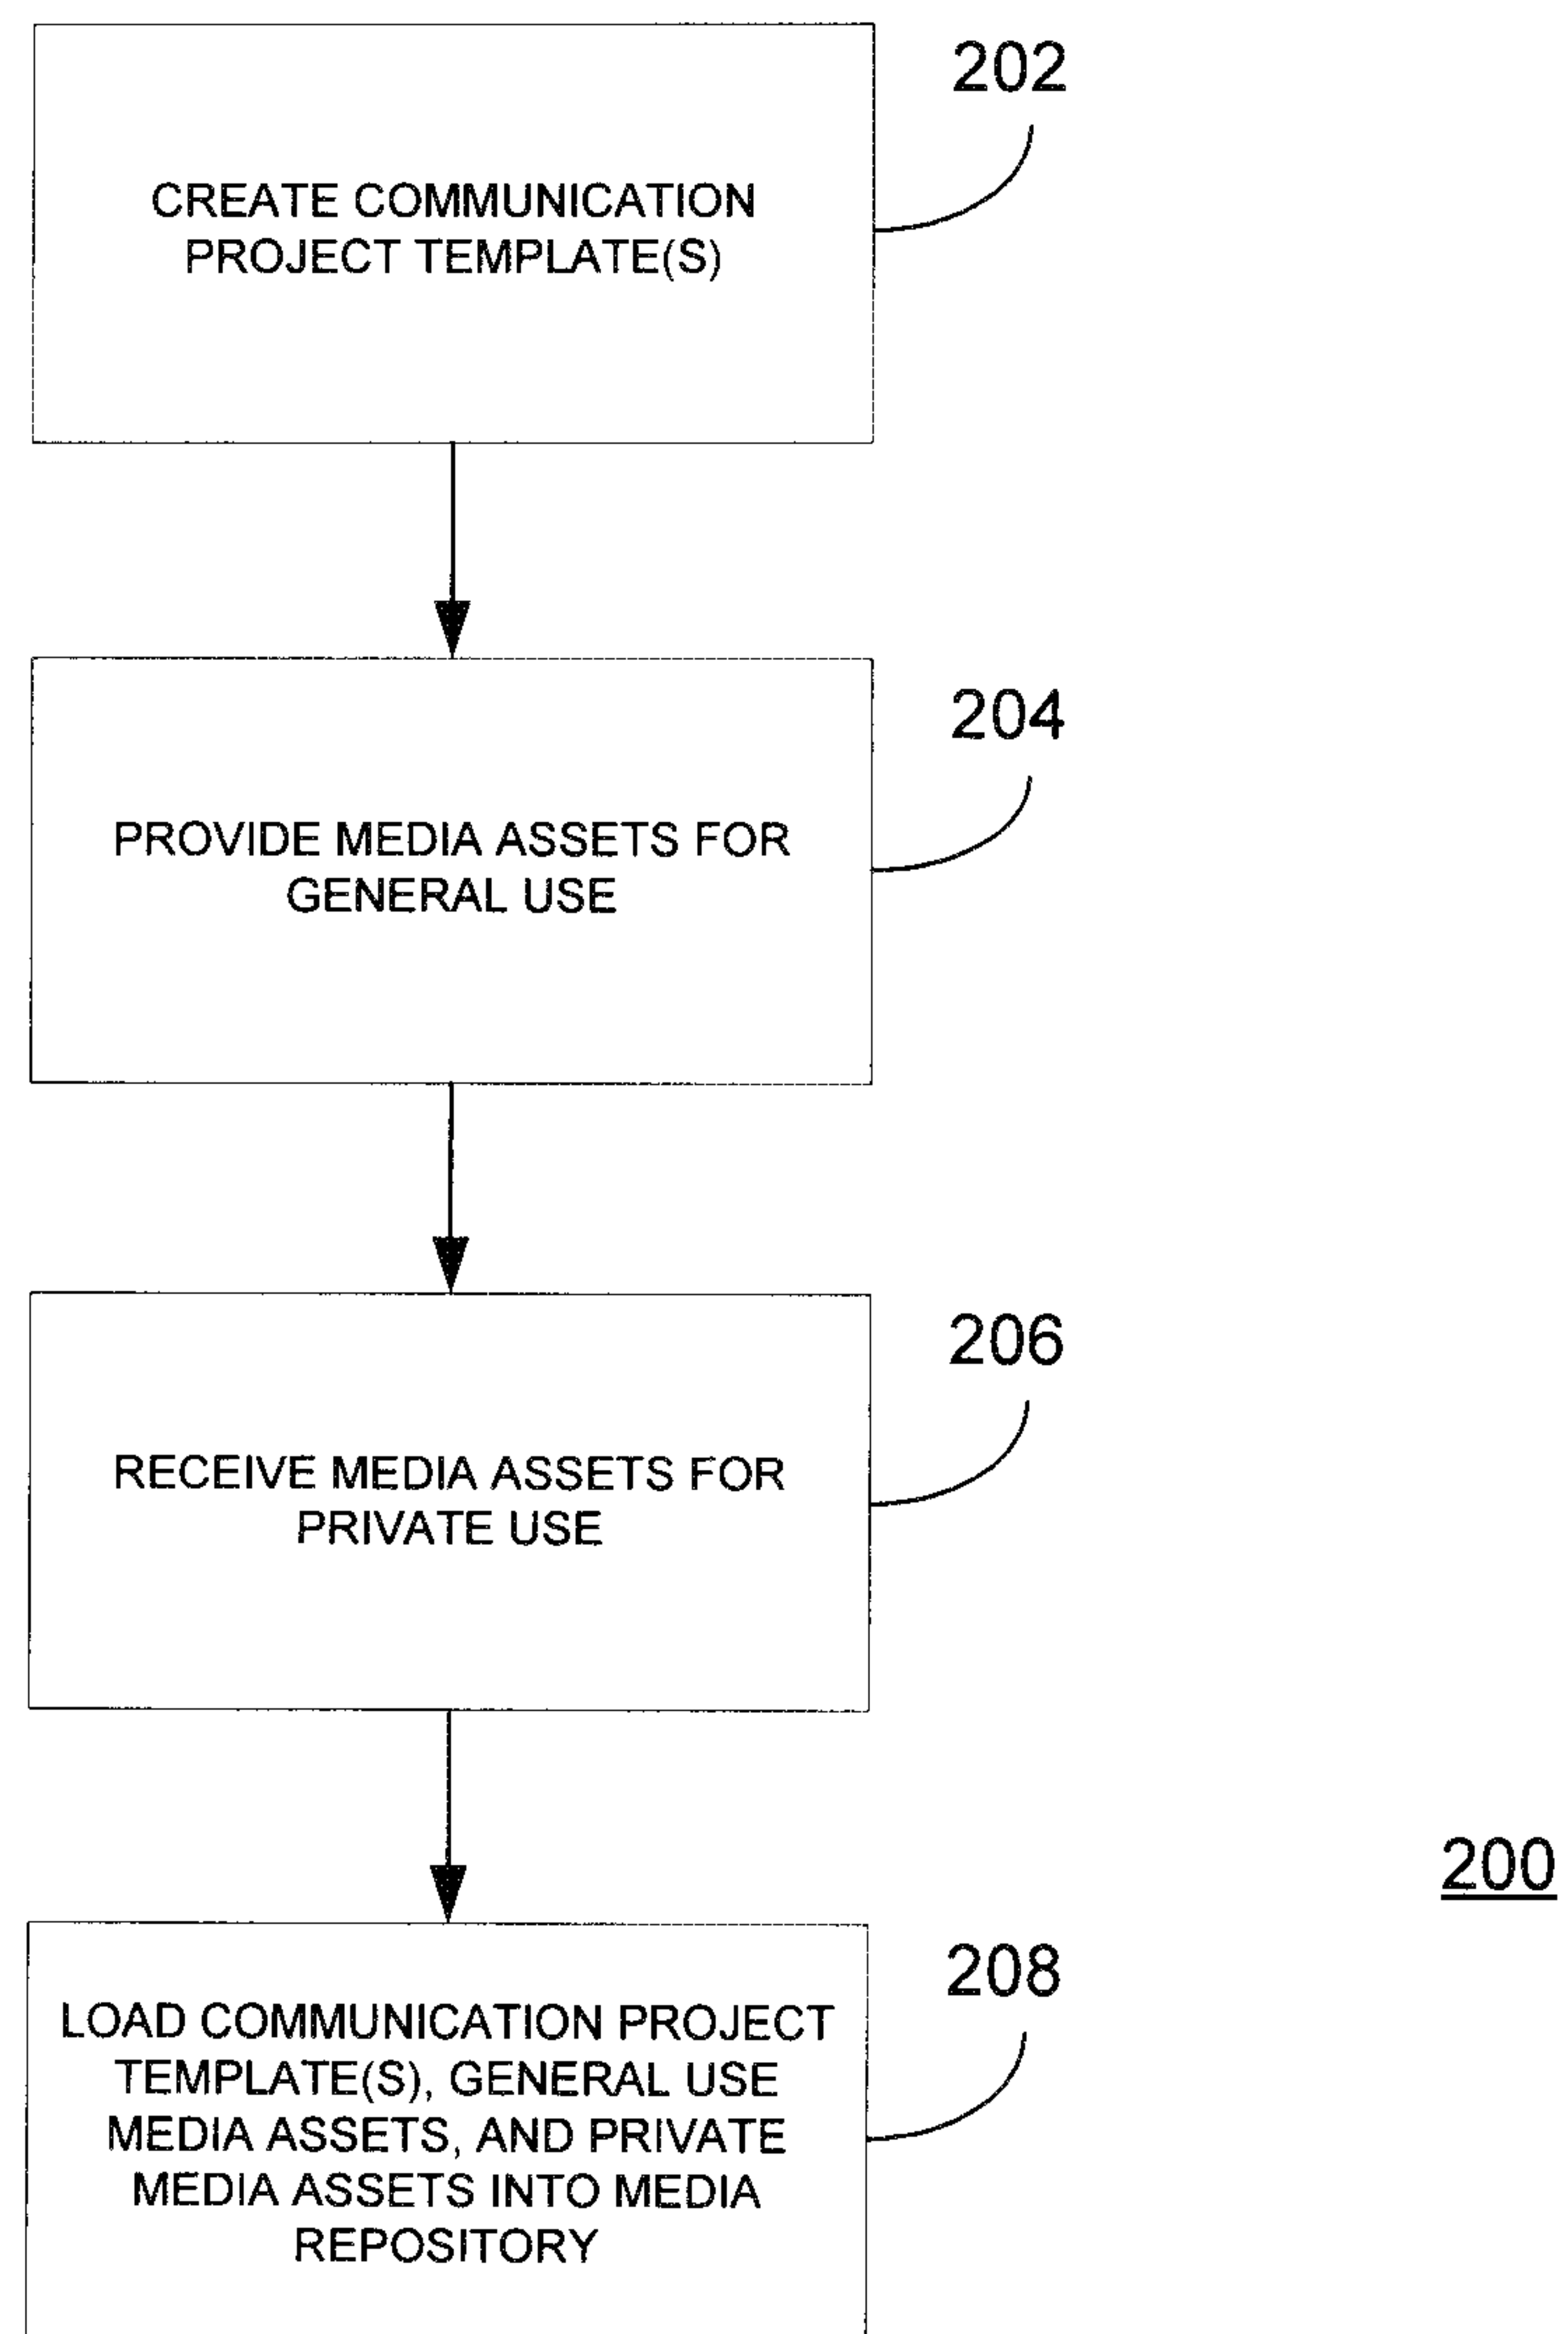 202
CREATE COMMUNICATION
PROJECT TEMPLATE(S)
204
PROVIDE MEDIA ASSETS FOR
GENERAL USE
206
RECEIVE MEDIA ASSETS FOR
PRIVATE USE
200
208
LOAD COMMUNICATION PROJECT
TEMPLATE(S), GENERAL USE
MEDIA ASSETS, AND PRIVATE
MEDIA ASSETS INTO MEDIA
REPOSITORY